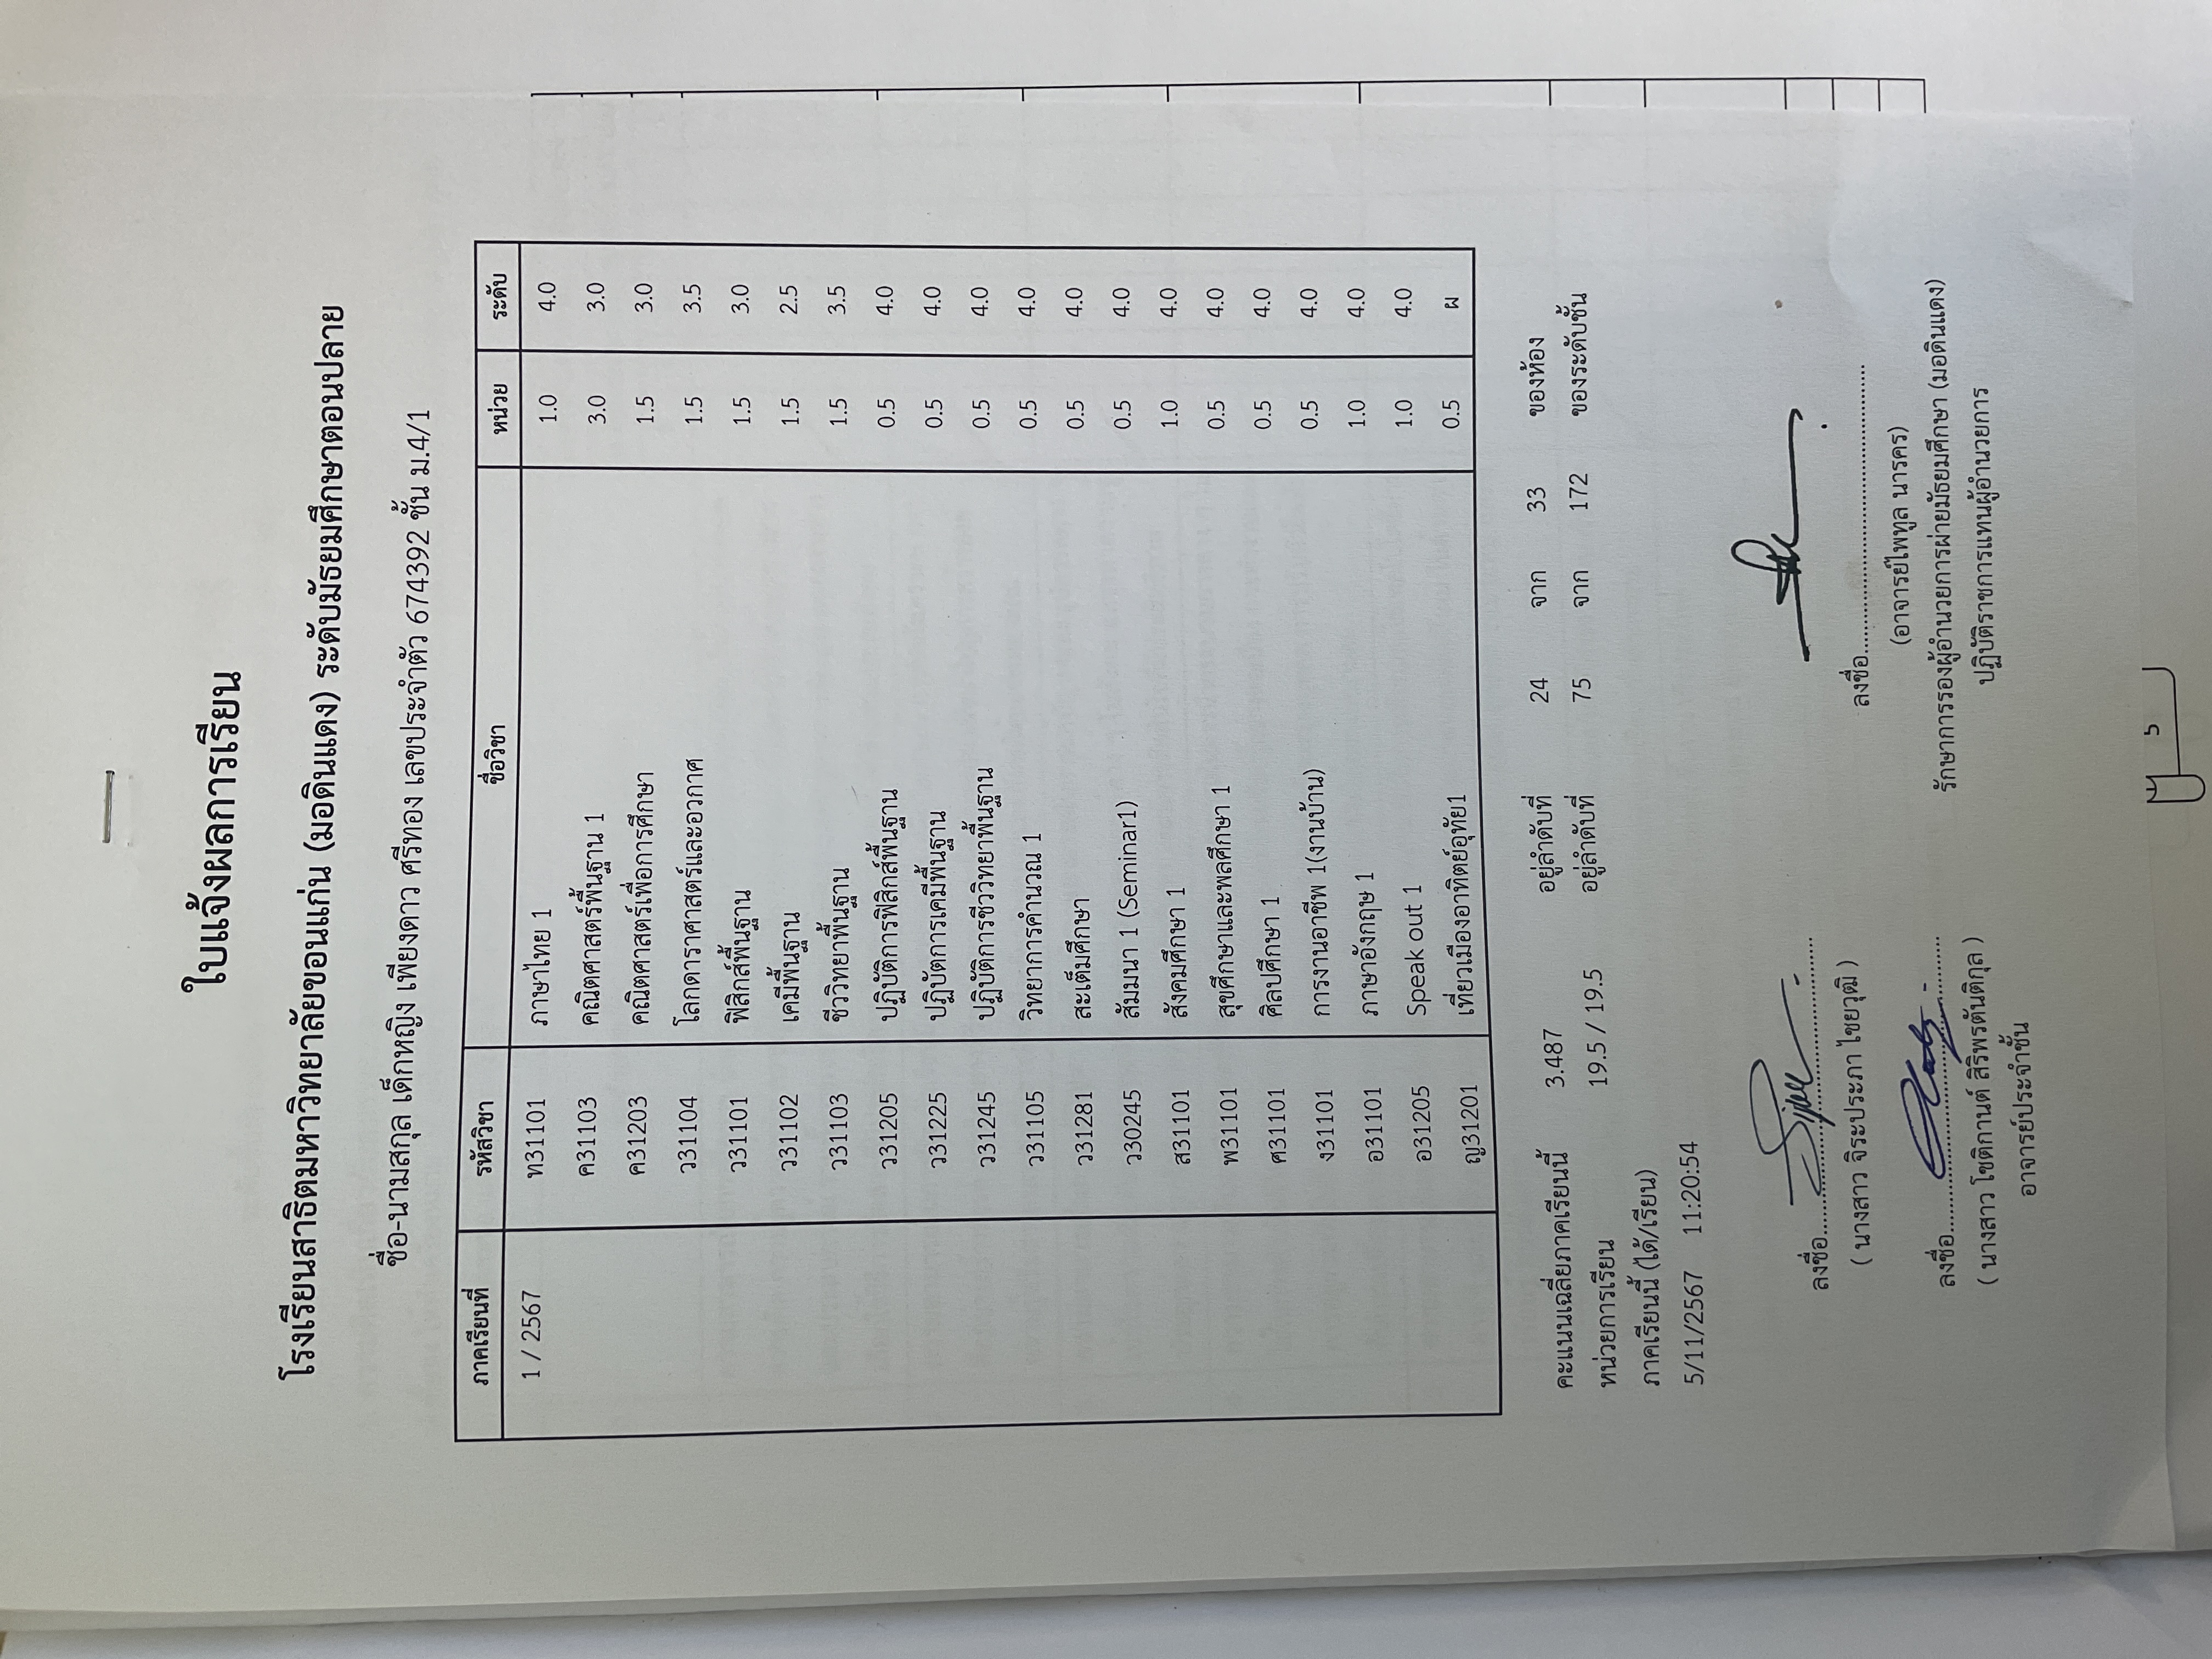 ใบแจ้งผลการเรียน
โรงเรียนสาธิตมหาวิทยาลัยขอนแก่น (มอดินแดง) ระดับมัธยมศึกษาตอนปลาย
ชื่อ-นามสกุล เด็กหญิง เพียงดาว ศรีทอง เลขประจำตัว 674392 ชั้น ม.4/1
ภาคเรียนที่ รหัสวิชา ชื่อวิชา หน่วย ระดับ
1 / 2567 ท31101 ภาษาไทย 1 1.0 4.0
ค31103 คณิตศาสตร์พื้นฐาน 1 3.0 3.0
ค31203 คณิตศาสตร์เพื่อการศึกษา 1.5 3.0
ว31104 โลกดาราศาสตร์และอวกาศ 1.5 3.5
ว31101 ฟิสิกส์พื้นฐาน 1.5 3.0
ว31102 เคมีพื้นฐาน 1.5 2.5
ว31103 ชีววิทยาพื้นฐาน 1.5 3.5
ว31205 ปฏิบัติการฟิสิกส์พื้นฐาน 0.5 4.0
ว31225 ปฏิบัตการเคมีพื้นฐาน 0.5 4.0
ว31245 ปฏิบัติการชีววิทยาพื้นฐาน 0.5 4.0
ว31105 วิทยาการคำนวณ 1 0.5 4.0
ว31281 สะเต็มศึกษา 0.5 4.0
ว30245 สัมมนา 1 (Seminar1) 0.5 4.0
ส31101 สังคมศึกษา 1 1.0 4.0
พ31101 สุขศึกษาและพลศึกษา 1 0.5 4.0
ศ31101 ศิลปศึกษา 1 0.5 4.0
ง31101 การงานอาชีพ 1(งานบ้าน) 0.5 4.0
อ31101 ภาษาอังกฤษ 1 1.0 4.0
อ31205 Speak out 1 1.0 4.0
ญ31201 เที่ยวเมืองอาทิตย์อุทัย1 0.5 ผ
คะแนนเฉลี่ยภาคเรียนนี้ 3.487 อยู่ลำดับที่ 24 จาก 33 ของห้อง
หน่วยการเรียน 19.5 / 19.5 อยู่ลำดับที่ 75 จาก 172 ของระดับชั้น
ภาคเรียนนี้ (ได้/เรียน)
5/11/2567 11:20:54
ลงชื่อ
( นางสาว จิระประภา ไชยวุฒิ )
ลงชื่อ
(อาจารย์ไพทูล นารคร)
ลงชื่อ
รักษาการรองผู้อำนวยการฝ่ายมัธยมศึกษา (มอดินแดง)
( นางสาว โชติกานต์ สิริพรตันติกุล )
ปฏิบัติราชการแทนผู้อำนวยการ
อาจารย์ประจำชั้น